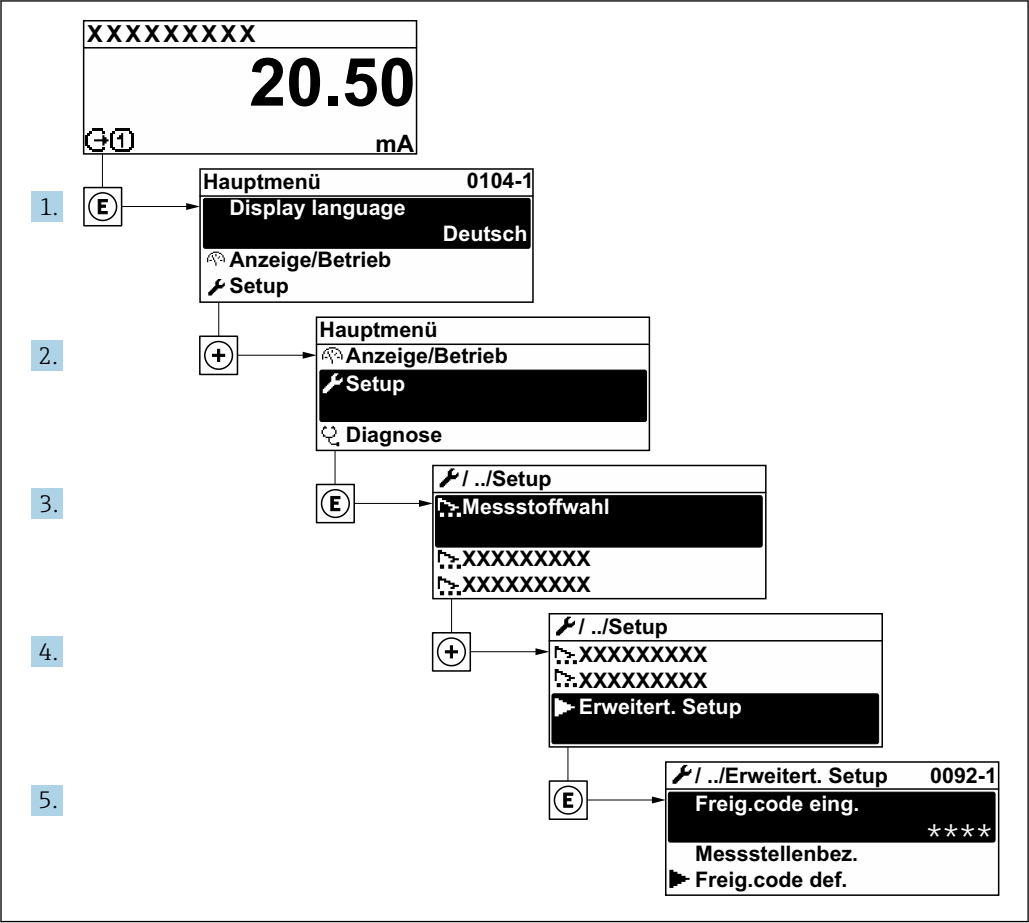 XXXXXXXXX
20.50
1
mA
1.
E
Hauptmenü 0104-1
Display language
Deutsch
Anzeige/Betrieb
Setup
2.
+
Hauptmenü
Anzeige/Betrieb
Setup
Diagnose
3.
E
/ ../Setup
Messstoffwahl
XXXXXXXXX
XXXXXXXXX
4.
+
/ ../Setup
XXXXXXXXX
XXXXXXXXX
Erweitert. Setup
5.
E
/ ../Erweitert. Setup 0092-1
Freig.code eing.
****
Messstellenbez.
Freig.code def.